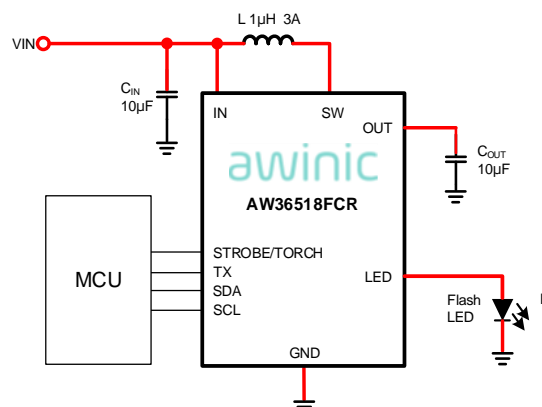 L 1µH 3A
VIN
CIN
10µF
IN
SW
OUT
awinic
COUT
10µF
AW36518FCR
MCU
STROBE/TORCH
TX
SDA
SCL
LED
Flash
LED
GND